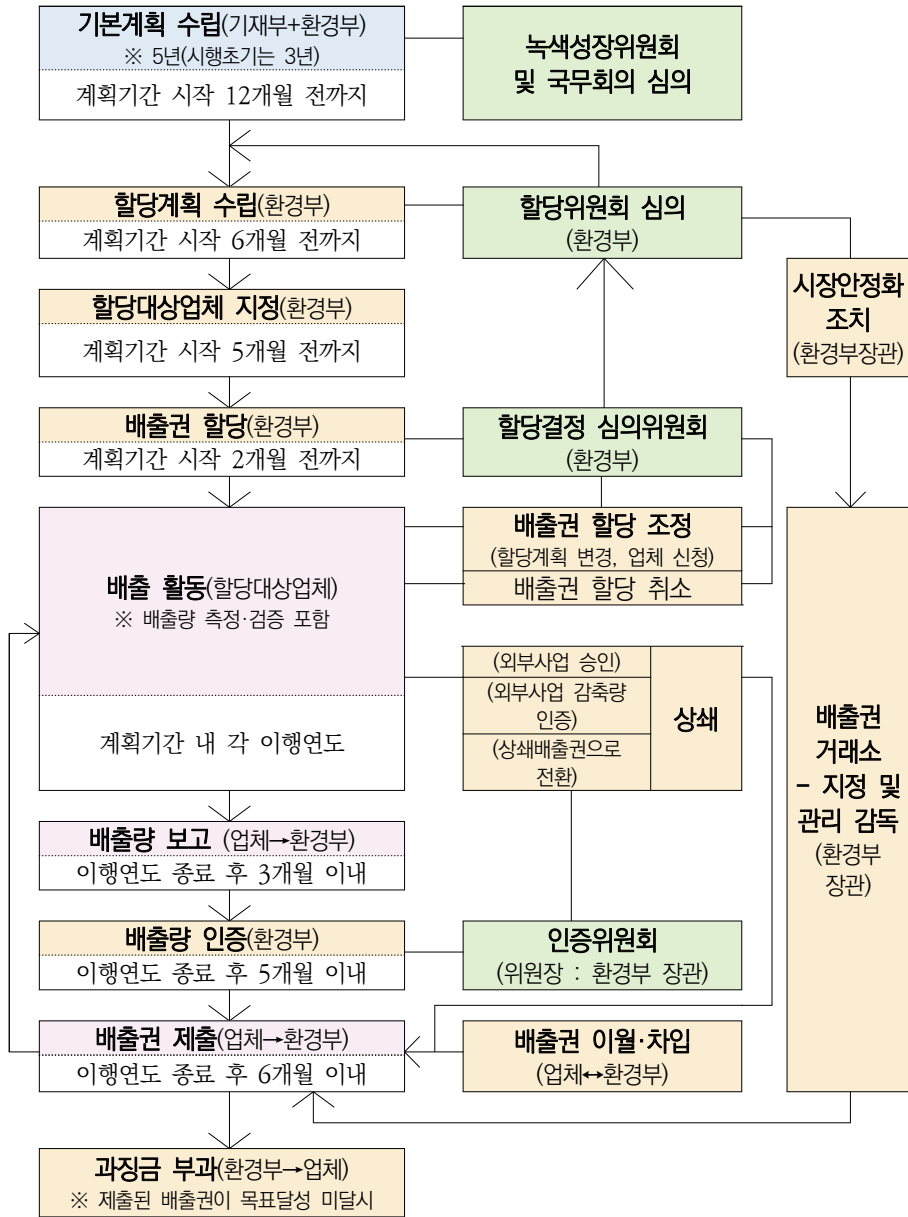 기본계획 수립(기재부+환경부)
※ 5년(시행초기는 3년)
계획기간 시작 12개월 전까지
녹색성장위원회
및 국무회의 심의
할당계획 수립(환경부)
계획기간 시작 6개월 전까지
할당위원회 심의
(환경부)
시장안정화
조치
(환경부장관)
할당대상업체 지정(환경부)
계획기간 시작 5개월 전까지
배출권 할당(환경부)
계획기간 시작 2개월 전까지
할당결정 심의위원회
(환경부)
배출 활동(할당대상업체)
※ 배출량 측정·검증 포함
계획기간 내 각 이행연도
배출권 할당 조정
(할당계획 변경, 업체 신청)
배출권 할당 취소
(외부사업 승인)
(외부사업 감축량
인증)
(상쇄배출권으로
전환)
상쇄
배출권
거래소
- 지정 및
관리 감독
(환경부
장관)
배출량 보고 (업체→환경부)
이행연도 종료 후 3개월 이내
배출량 인증(환경부)
이행연도 종료 후 5개월 이내
인증위원회
(위원장 : 환경부 장관)
배출권 제출(업체→환경부)
이행연도 종료 후 6개월 이내
배출권 이월·차입
(업체↔환경부)
과징금 부과(환경부→업체)
※ 제출된 배출권이 목표달성 미달시